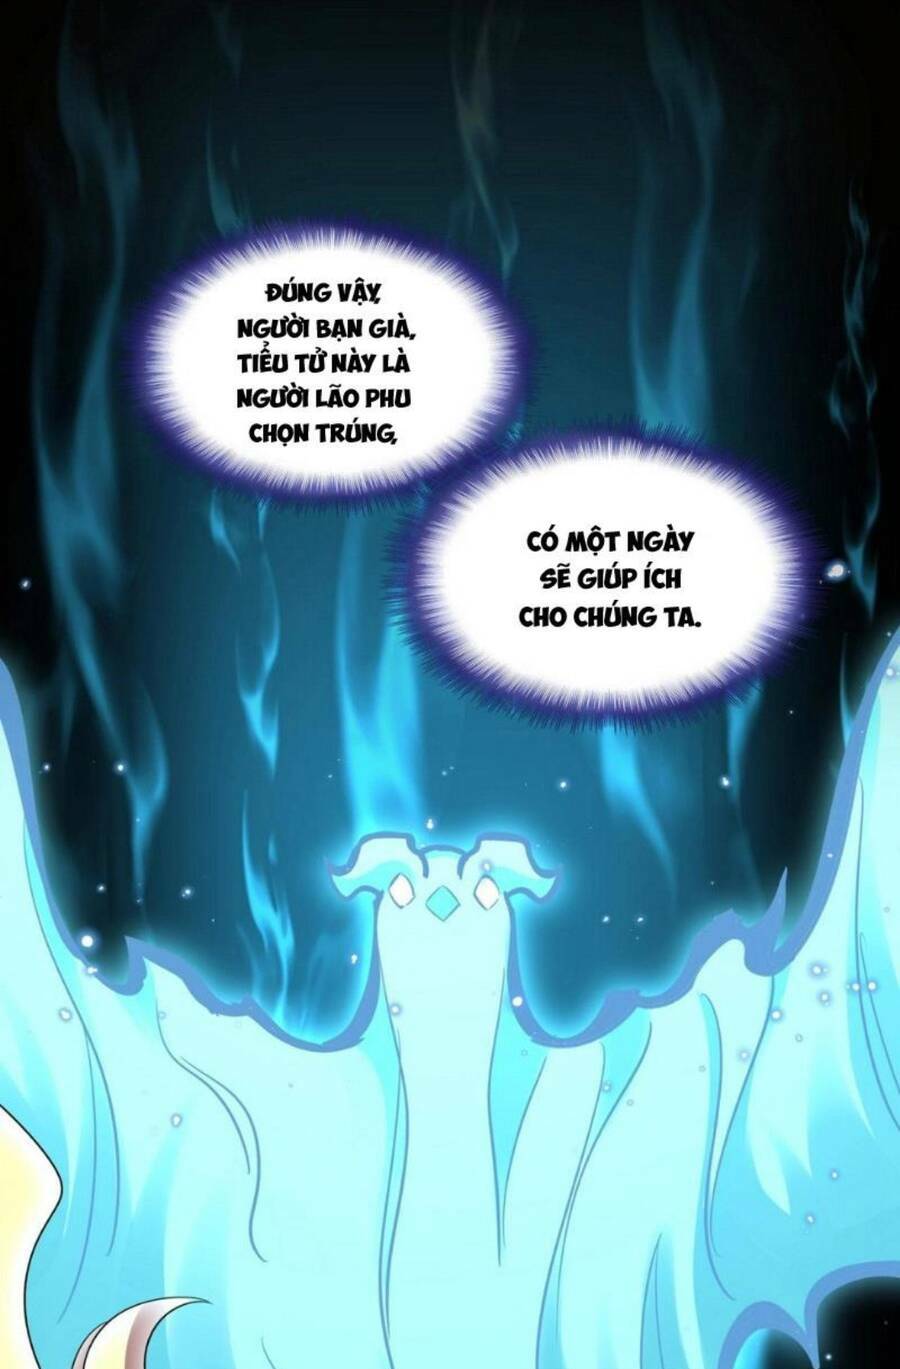 ĐÚNG VẬY,
NGƯỜI BẠN GIÀ,
TIỂU TỬ NÀY LÀ
NGƯỜI LÃO PHU
CHỌN TRÚNG,
CÓ MỘT NGÀY
SẼ GIÚP ÍCH
CHO CHÚNG TA.